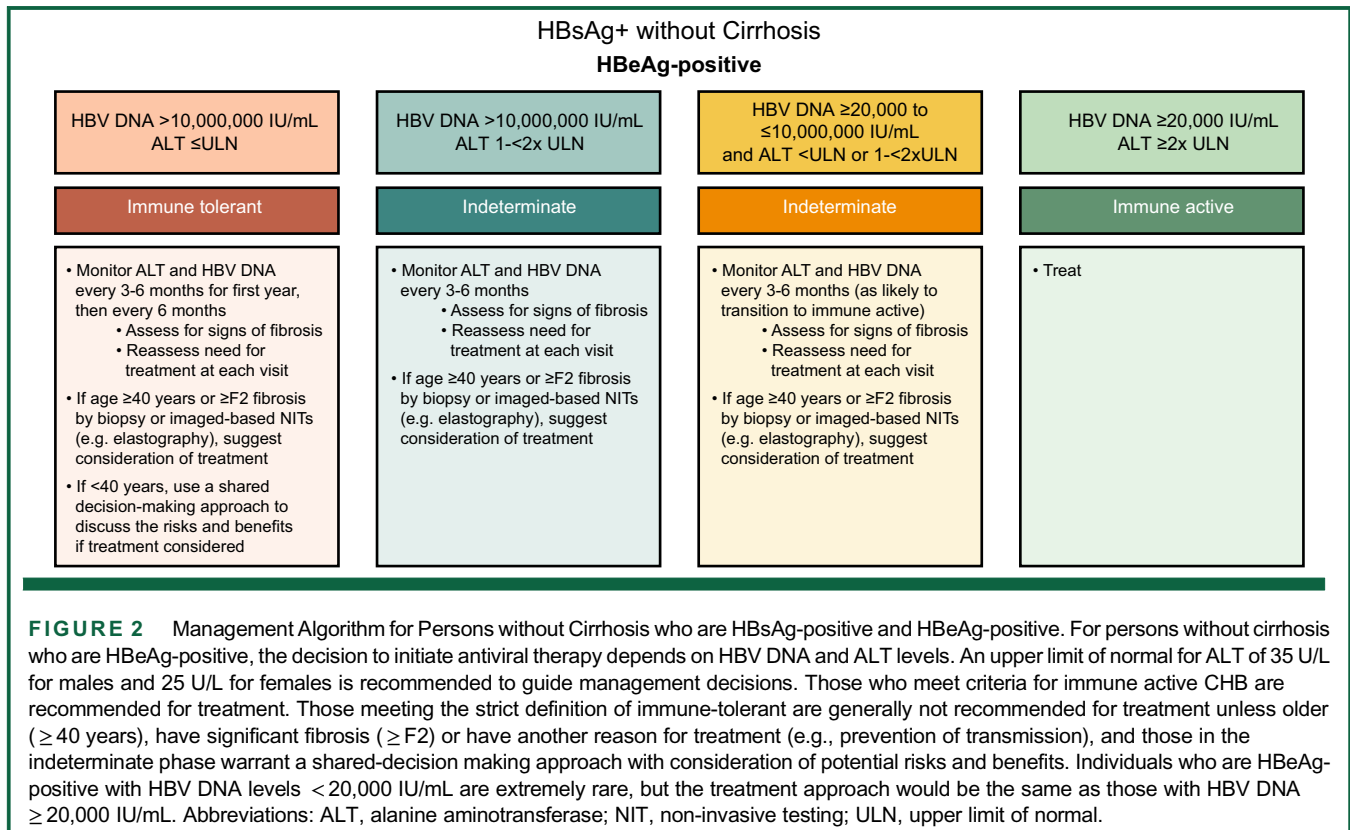 HBsAg+ without Cirrhosis
HBeAg-positive
HBV DNA >10,000,000 IU/mL
ALT ≤ULN
Immune tolerant
• Monitor ALT and HBV DNA
every 3-6 months for first year,
then every 6 months
• Assess for signs of fibrosis
• Reassess need for
treatment at each visit
• If age ≥40 years or ≥F2 fibrosis
by biopsy or imaged-based NITs
(e.g. elastography), suggest
consideration of treatment
• If <40 years, use a shared
decision-making approach to
discuss the risks and benefits
if treatment considered
HBV DNA >10,000,000 IU/mL
ALT 1-<2x ULN
Indeterminate
• Monitor ALT and HBV DNA
every 3-6 months
• Assess for signs of fibrosis
• Reassess need for
treatment at each visit
• If age ≥40 years or ≥F2 fibrosis
by biopsy or imaged-based NITs
(e.g. elastography), suggest
consideration of treatment
HBV DNA ≥20,000 to
≤10,000,000 IU/mL
and ALT <ULN or 1-<2xULN
Indeterminate
• Monitor ALT and HBV DNA
every 3-6 months (as likely to
transition to immune active)
• Assess for signs of fibrosis
• Reassess need for
treatment at each visit
• If age ≥40 years or ≥F2 fibrosis
by biopsy or imaged-based NITs
(e.g. elastography), suggest
consideration of treatment
HBV DNA ≥20,000 IU/mL
ALT ≥2x ULN
Immune active
• Treat
FIGURE 2 Management Algorithm for Persons without Cirrhosis who are HBsAg-positive and HBeAg-positive. For persons without cirrhosis
who are HBeAg-positive, the decision to initiate antiviral therapy depends on HBV DNA and ALT levels. An upper limit of normal for ALT of 35 U/L
for males and 25 U/L for females is recommended to guide management decisions. Those who meet criteria for immune active CHB are
recommended for treatment. Those meeting the strict definition of immune-tolerant are generally not recommended for treatment unless older
(≥40 years), have significant fibrosis (≥F2) or have another reason for treatment (e.g., prevention of transmission), and those in the
indeterminate phase warrant a shared-decision making approach with consideration of potential risks and benefits. Individuals who are HBeAg-
positive with HBV DNA levels <20,000 IU/mL are extremely rare, but the treatment approach would be the same as those with HBV DNA
≥20,000 IU/mL. Abbreviations: ALT, alanine aminotransferase; NIT, non-invasive testing; ULN, upper limit of normal.